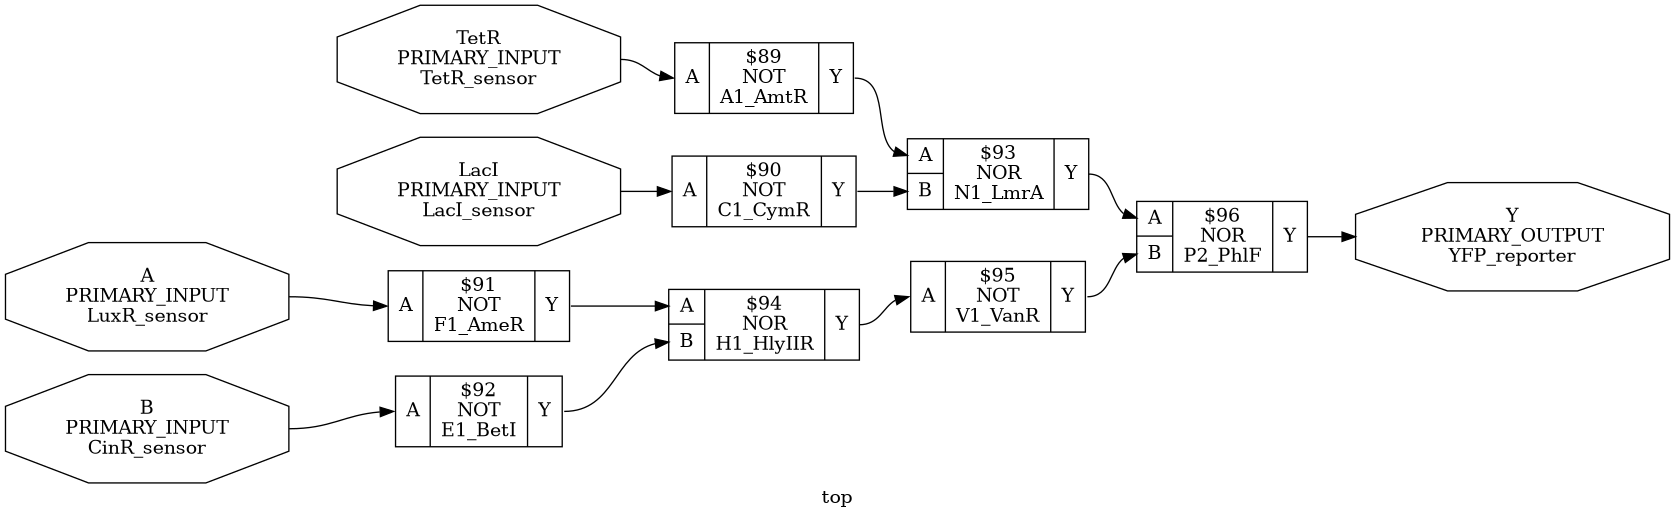 TetR
PRIMARY_INPUT
TetR_sensor
A
$89
NOT
A1_AmtR
Y
LacI
PRIMARY_INPUT
LacI_sensor
A
$90
NOT
C1_CymR
Y
A
B
$93
NOR
N1_LmrA
Y
A
PRIMARY_INPUT
LuxR_sensor
A
$91
NOT
F1_AmeR
Y
B
PRIMARY_INPUT
CinR_sensor
A
$92
NOT
E1_BetI
Y
A
B
$94
NOR
H1_HlyIIR
Y
A
$95
NOT
V1_VanR
Y
A
B
$96
NOR
P2_PhlF
Y
Y
PRIMARY_OUTPUT
YFP_reporter
top